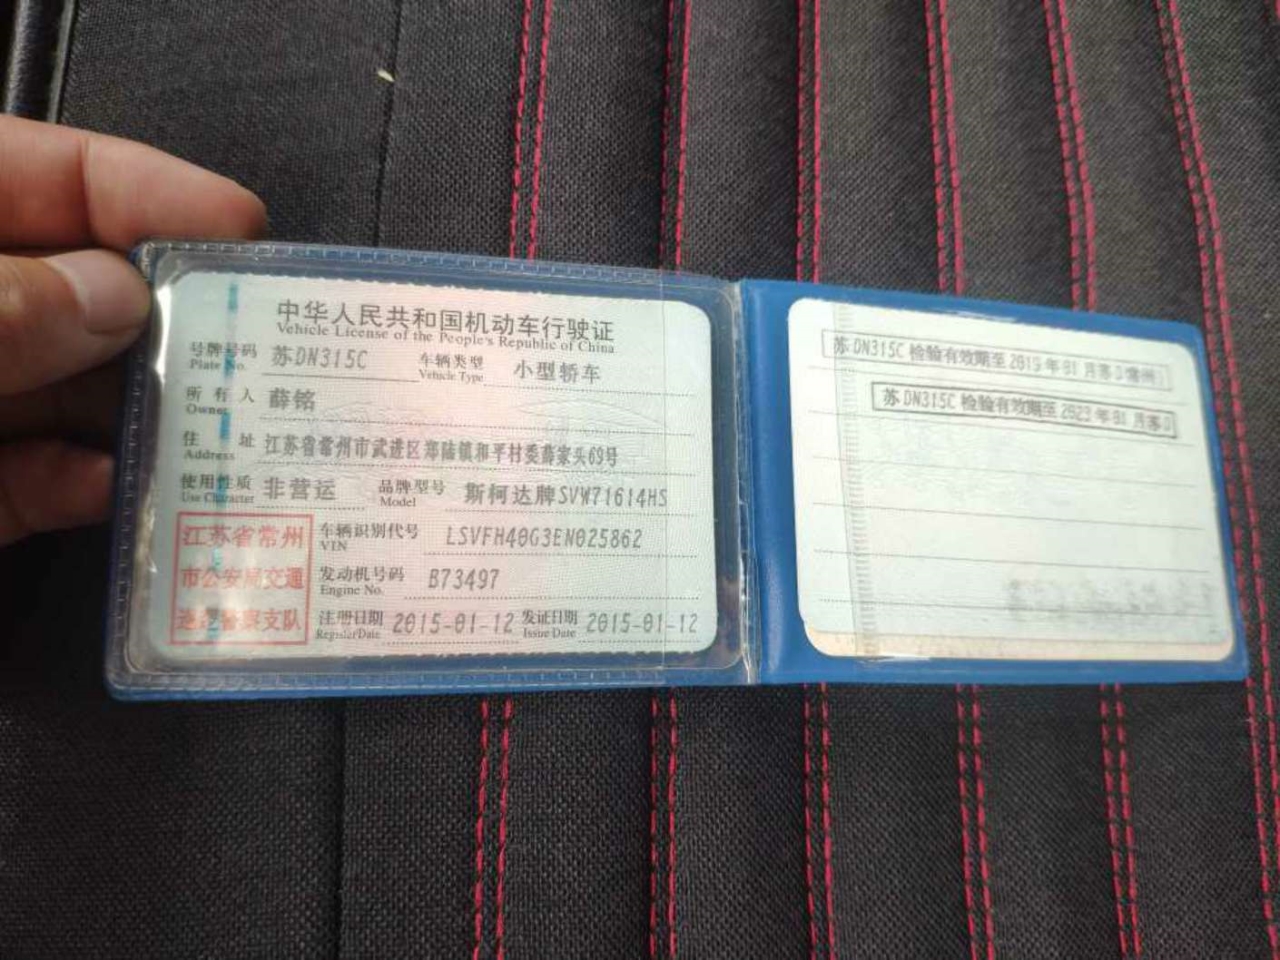 中华人民共和国机动车行驶证
Vehicle License of the People's Republic of China
号牌号码 苏DN315C 车辆类型 小型轿车
Plate No. Vehicle Type
所有人 薛铭
Owner
住址 江苏省常州市武进区郑陆镇和平村委薛家头69号
Address
使用性质 非营运 品牌型号 斯柯达牌SVW71614HS
Use Character Model
江苏省常州
市公安局交通
巡逻警察支队
车辆识别代号 LSVFH40G3EN025862
VIN
发动机号码 B73497
Engine No.
注册日期 2015-01-12 发证日期 2015-01-12
Register Date Issue Date
苏DN315C 检验有效期至2019年01月苏D(常州)
苏DN315C 检验有效期至2023年01月苏D